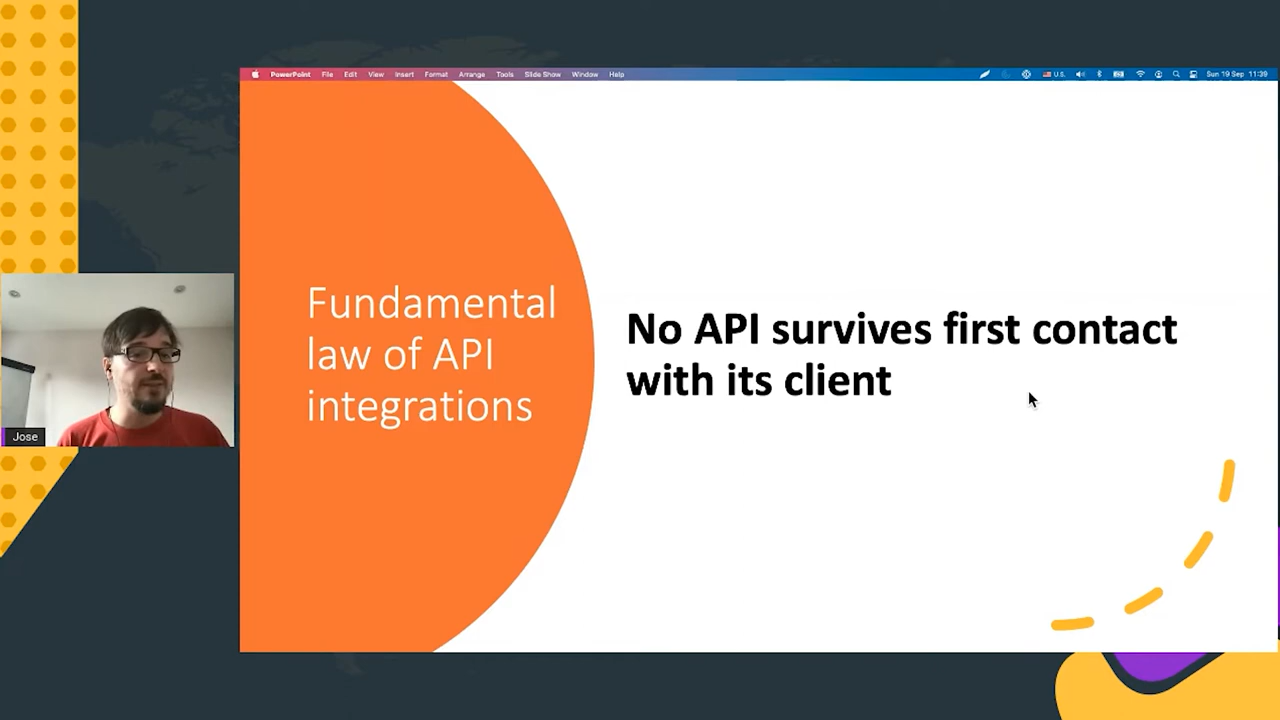 PowerPoint File Edit View Insert Format Arrange Tools Slide Show Window Help
U.S. Sun 19 Sep 11:39
Fundamental
law of API
integrations
No API survives first contact
with its client
Jose